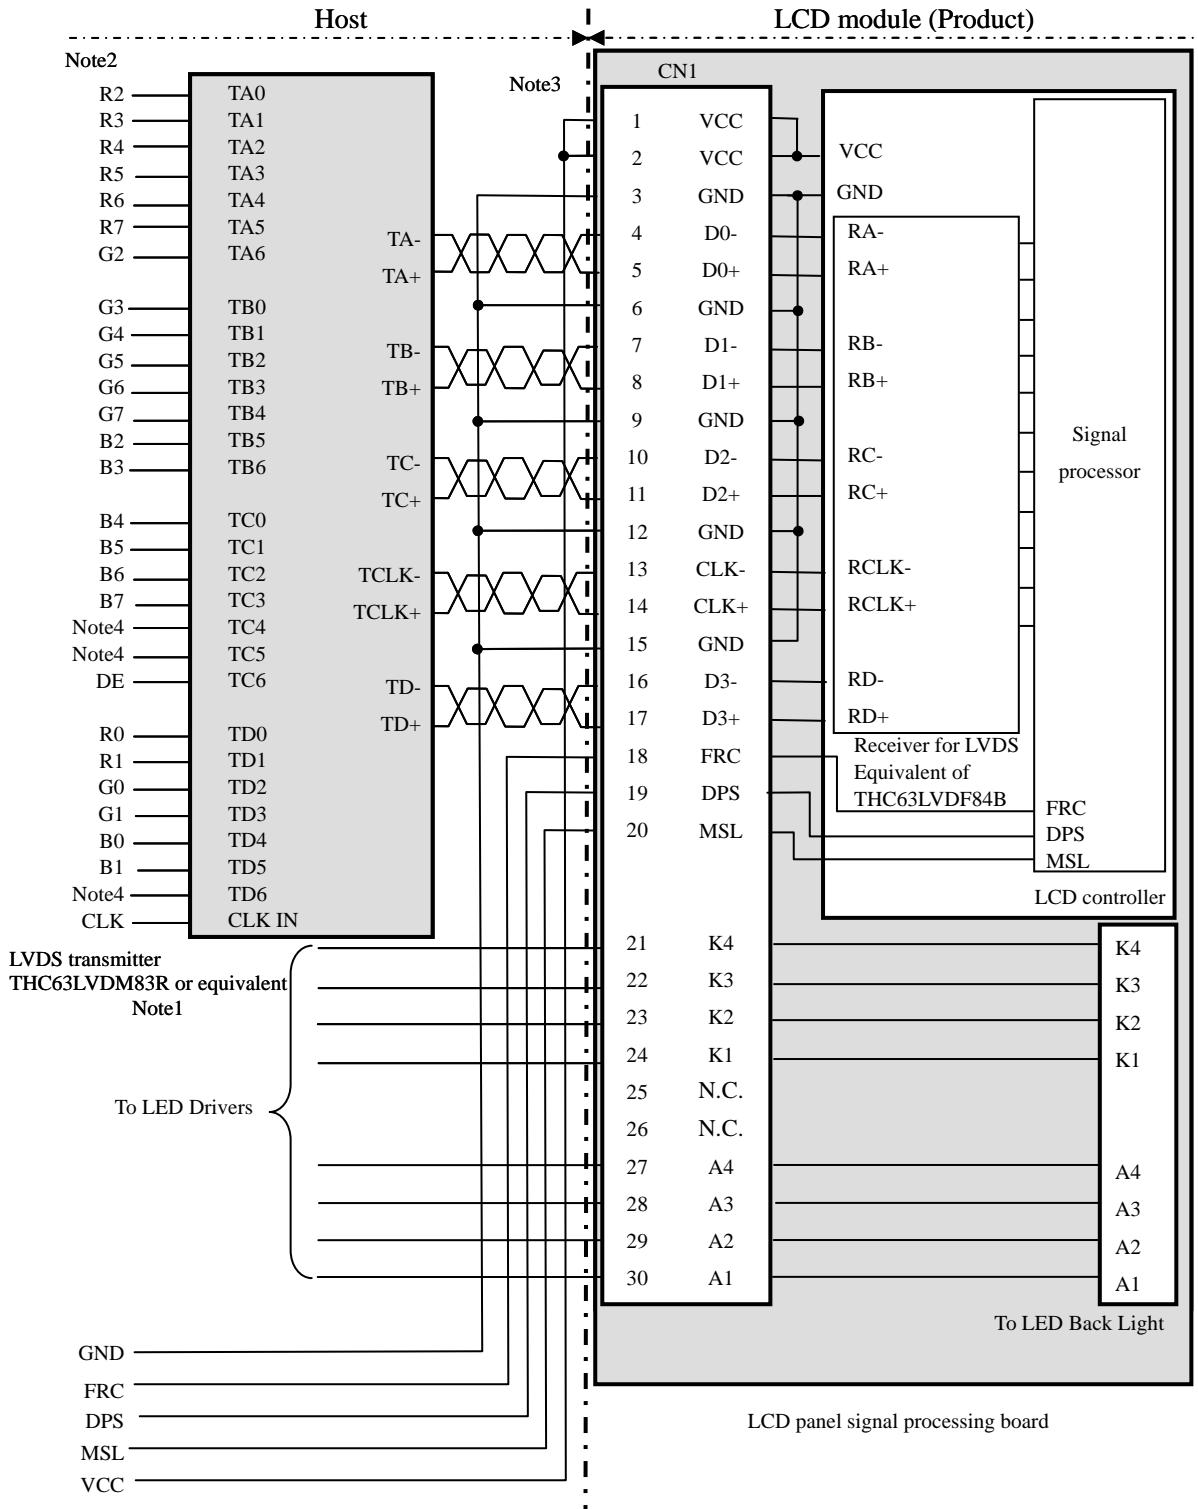 Host
LCD module (Product)
Note2
Note3
R2 TA0
R3 TA1
R4 TA2
R5 TA3
R6 TA4
R7 TA5
G2 TA6
G3 TB0
G4 TB1
G5 TB2
G6 TB3
G7 TB4
B2 TB5
B3 TB6
B4 TC0
B5 TC1
B6 TC2
B7 TC3
Note4 TC4
Note4 TC5
DE TC6
R0 TD0
R1 TD1
G0 TD2
G1 TD3
B0 TD4
B1 TD5
Note4 TD6
CLK CLK IN
TA-
TA+
TB-
TB+
TC-
TC+
TCLK-
TCLK+
TD-
TD+
LVDS transmitter
THC63LVDM83R or equivalent
Note1
To LED Drivers
GND
FRC
DPS
MSL
VCC
CN1
1 VCC
2 VCC
3 GND
4 D0-
5 D0+
6 GND
7 D1-
8 D1+
9 GND
10 D2-
11 D2+
12 GND
13 CLK-
14 CLK+
15 GND
16 D3-
17 D3+
18 FRC
19 DPS
20 MSL
21 K4
22 K3
23 K2
24 K1
25 N.C.
26 N.C.
27 A4
28 A3
29 A2
30 A1
VCC
GND
RA-
RA+
RB-
RB+
RC-
RC+
RCLK-
RCLK+
RD-
RD+
Receiver for LVDS
Equivalent of
THC63LVDF84B
Signal
processor
FRC
DPS
MSL
LCD controller
K4
K3
K2
K1
A4
A3
A2
A1
To LED Back Light
LCD panel signal processing board